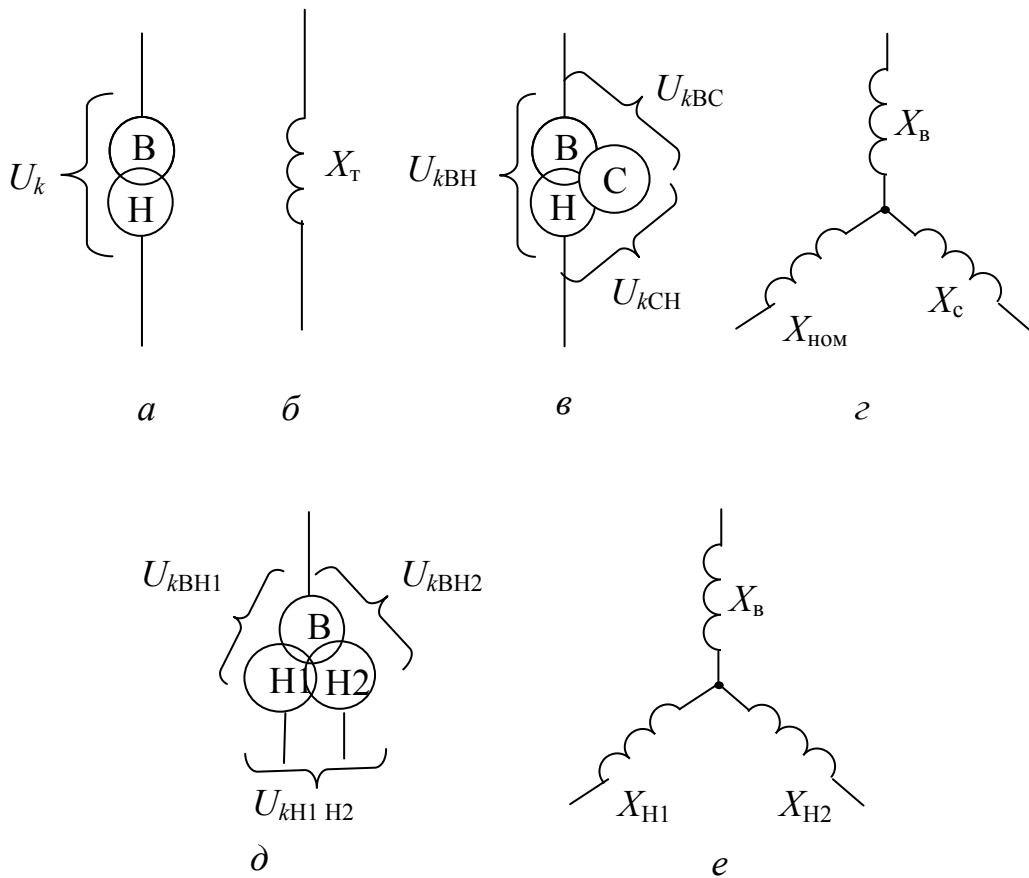 U_k
В
Н
X_т
U_kВН
В
С
Н
U_kВС
U_kСН
X_в
X_ном
X_с
а
б
в
г
U_kВН1
U_kВН2
В
Н1
Н2
U_kН1 Н2
X_в
X_Н1
X_Н2
д
е